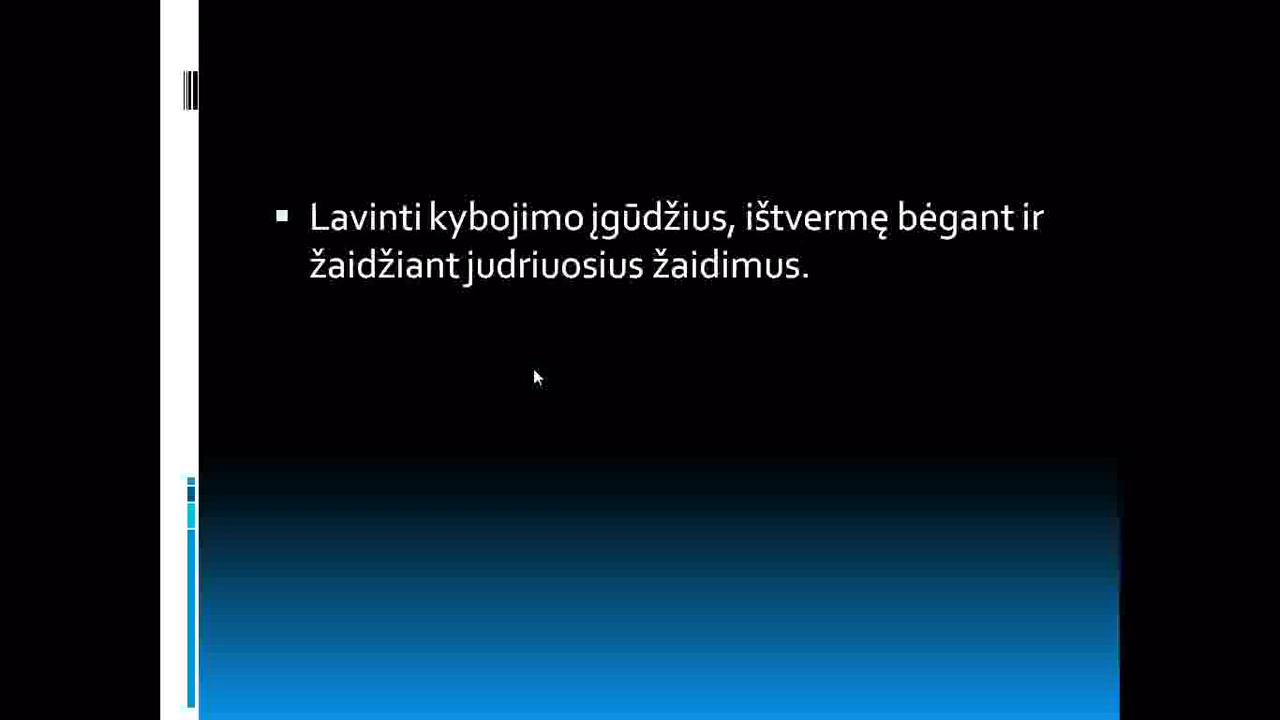 Lavinti kybojimo įgūdžius, ištvermę bėgant ir
žaidžiant judriuosius žaidimus.